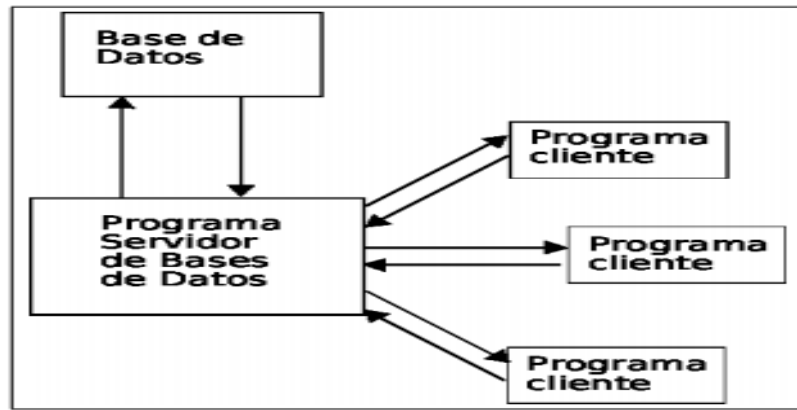 Base de
Datos
Programa
cliente
Programa
Servidor
de Bases
de Datos
Programa
cliente
Programa
cliente